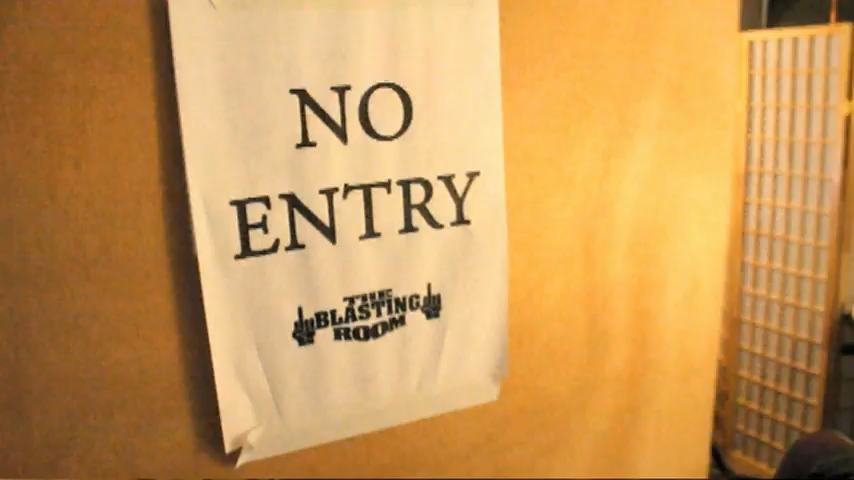 NO
ENTRY
THE
BLASTING
ROOM